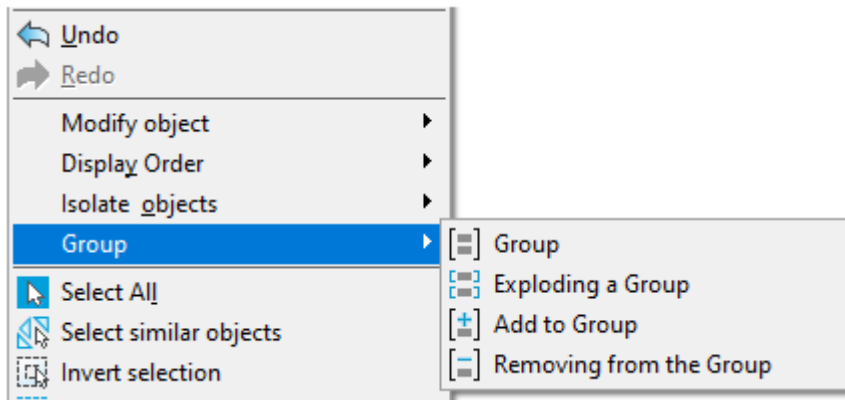 Undo
Redo
Modify object
Display Order
Isolate objects
Group
Group
Exploding a Group
Add to Group
Removing from the Group
Select All
Select similar objects
Invert selection